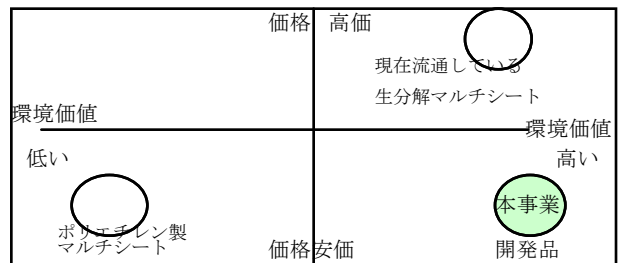 価格 高価
現在流通している
生分解マルチシート
環境価値
環境価値
低い
高い
本事業
ポリエチレン製
マルチシート
価格安価
開発品